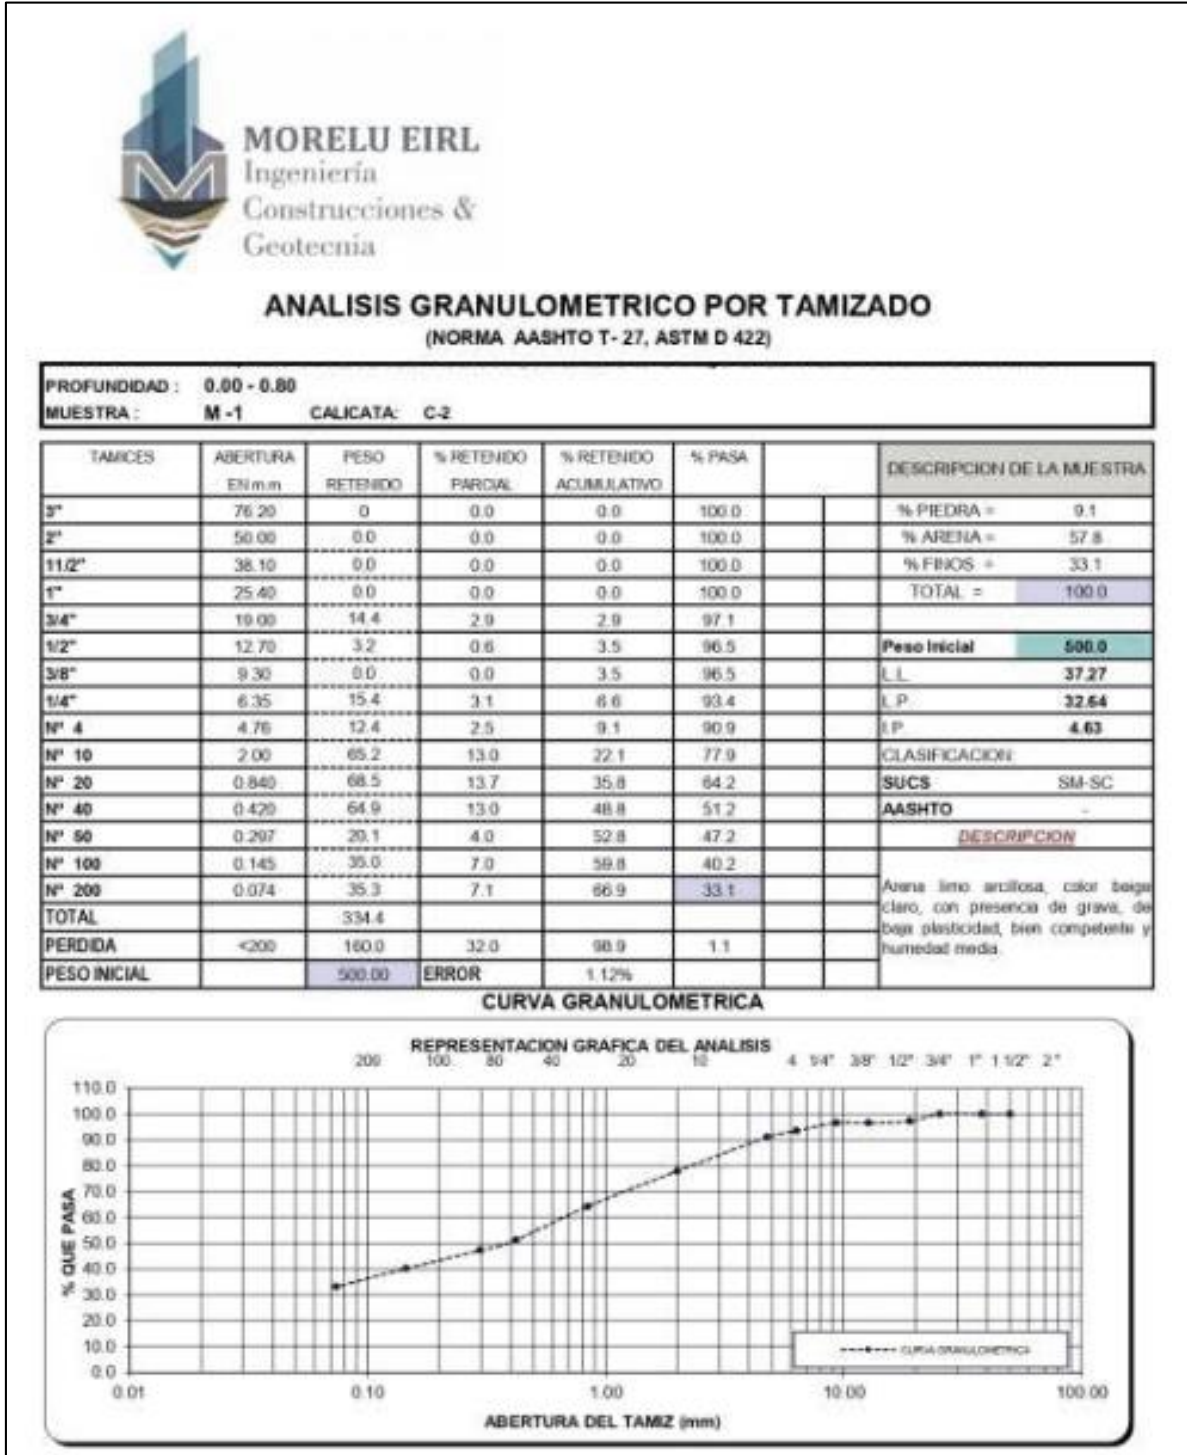 MORELU EIRL
Ingeniería
Construcciones &
Geotecnia
ANALISIS GRANULOMETRICO POR TAMIZADO
(NORMA AASHTO T- 27, ASTM D 422)
PROFUNDIDAD : 0.00 - 0.80
MUESTRA : M -1 CALICATA: C-2
TAMICES ABERTURA EN m.m PESO RETENIDO % RETENIDO PARCIAL % RETENIDO ACUMULATIVO % PASA DESCRIPCION DE LA MUESTRA
3" 76.20 0 0.0 0.0 100.0 % PIEDRA = 9.1
2" 50.00 0.0 0.0 0.0 100.0 % ARENA = 57.8
11/2" 38.10 0.0 0.0 0.0 100.0 % FINOS = 33.1
1" 25.40 0.0 0.0 0.0 100.0 TOTAL = 100.0
3/4" 19.00 14.4 2.9 2.9 97.1
1/2" 12.70 3.2 0.6 3.5 96.5 Peso Inicial 500.0
3/8" 9.30 0.0 0.0 3.5 96.5 L.L. 37.27
1/4" 6.35 15.4 3.1 6.6 93.4 L.P. 32.64
Nº 4 4.76 12.4 2.5 9.1 90.9 I.P. 4.63
Nº 10 2.00 65.2 13.0 22.1 77.9 CLASIFICACION:
Nº 20 0.840 68.5 13.7 35.8 64.2 SUCS SM-SC
Nº 40 0.420 64.9 13.0 48.8 51.2 AASHTO -
Nº 50 0.297 20.1 4.0 52.8 47.2 DESCRIPCION
Nº 100 0.145 35.0 7.0 59.8 40.2
Nº 200 0.074 35.3 7.1 66.9 33.1
Arena limo arcillosa, color beige
claro, con presencia de grava, de
baja plasticidad, bien competente y
humedad media.
TOTAL 334.4
PERDIDA <200 160.0 32.0 98.9 1.1
PESO INICIAL 500.00 ERROR 1.12%
CURVA GRANULOMETRICA
REPRESENTACION GRAFICA DEL ANALISIS
200 100 80 40 20 10 4 1/4" 3/8" 1/2" 3/4" 1" 1 1/2" 2"
110.0
100.0
90.0
80.0
70.0
60.0
50.0
40.0
30.0
20.0
10.0
0.0
% QUE PASA
CURVA GRANULOMETRICA
0.01 0.10 1.00 10.00 100.00
ABERTURA DEL TAMIZ (mm)